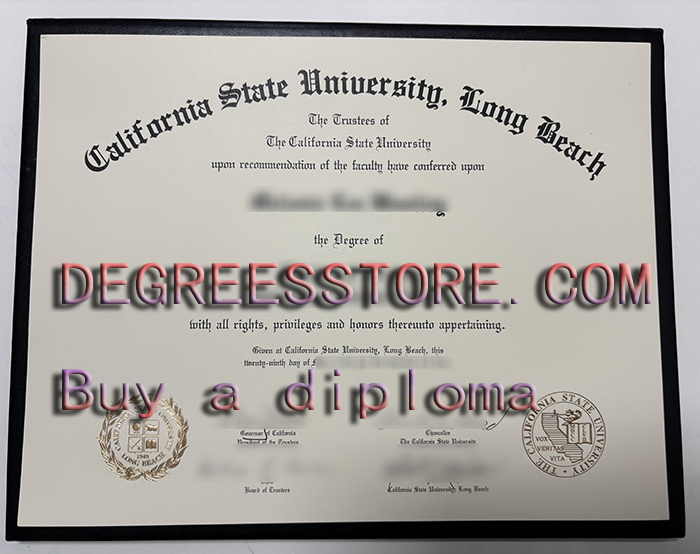 California State University, Long Beach
The Trustees of
The California State University
upon recommendation of the faculty have conferred upon
the Degree of
DEGREESSTORE. COM
with all rights, privileges and honors thereunto appertaining.
Given at California State University, Long Beach, this
twenty-ninth day of
Buy a diploma
Governor of California
President of the Trustees
Chancellor
The California State University
Board of Trustees
California State University, Long Beach
CALIFORNIA STATE UNIVERSITY
1949
LONG BEACH
THE CALIFORNIA STATE UNIVERSITY
VOX
VERITAS
VITA